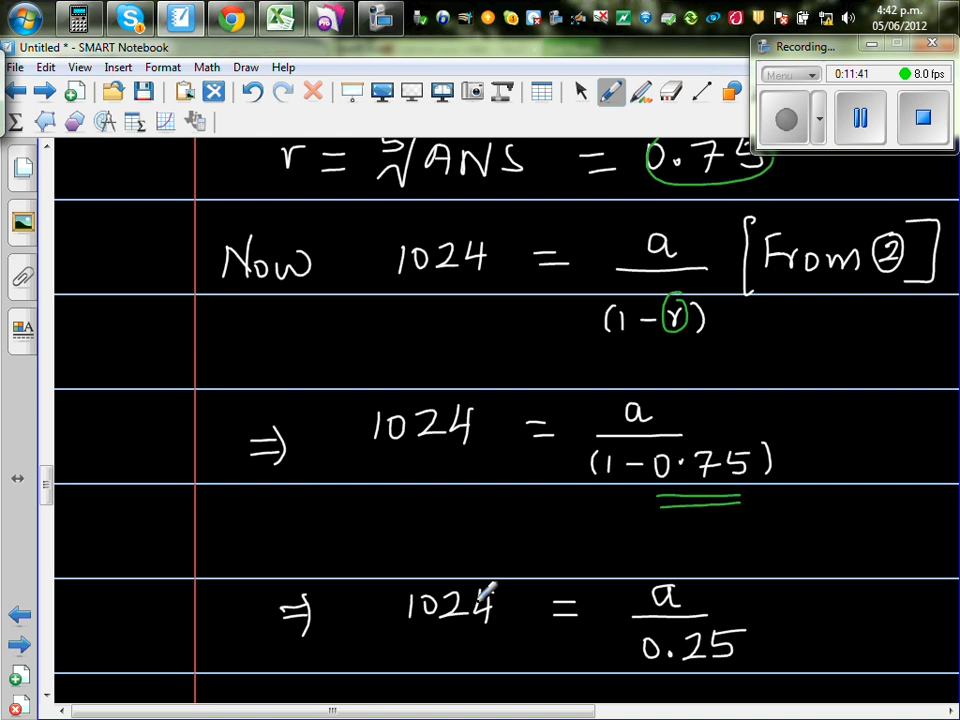 4:42 p.m.
05/06/2012
Untitled * - SMART Notebook
Recording...
File Edit View Insert Format Math Draw Help
Menu 0:11:41 8.0 fps
r = ⁵√ANS = 0.75
Now 1024 = a/(1-r) [From ②]
⇒ 1024 = a/(1-0.75)
⇒ 1024 = a/0.25